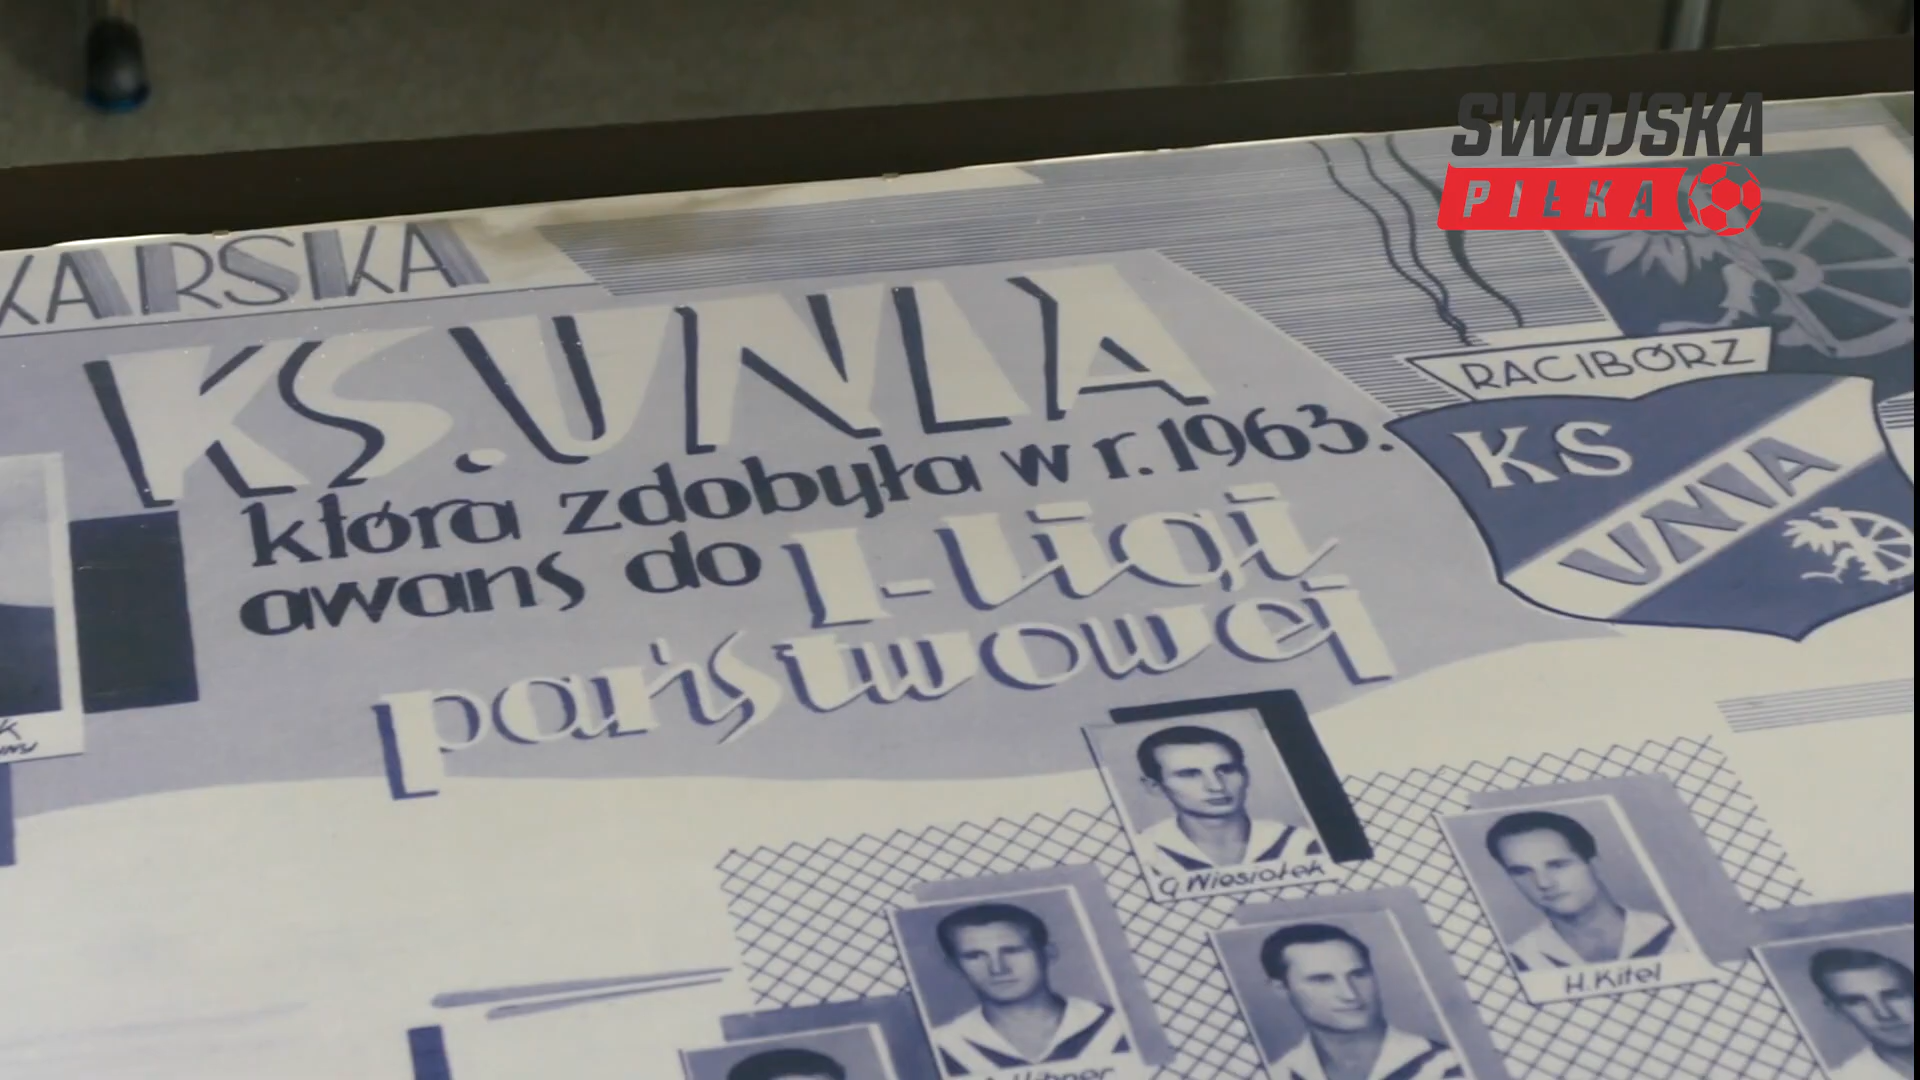 SWOJSKA
PIŁKA
KARSKA
KS. UNIA
która zdobyła w r. 1963.
awans do I-ligi
państwowej
RACIBÓRZ
KS
UNIA
G. Wiesiołek
H. Kitel